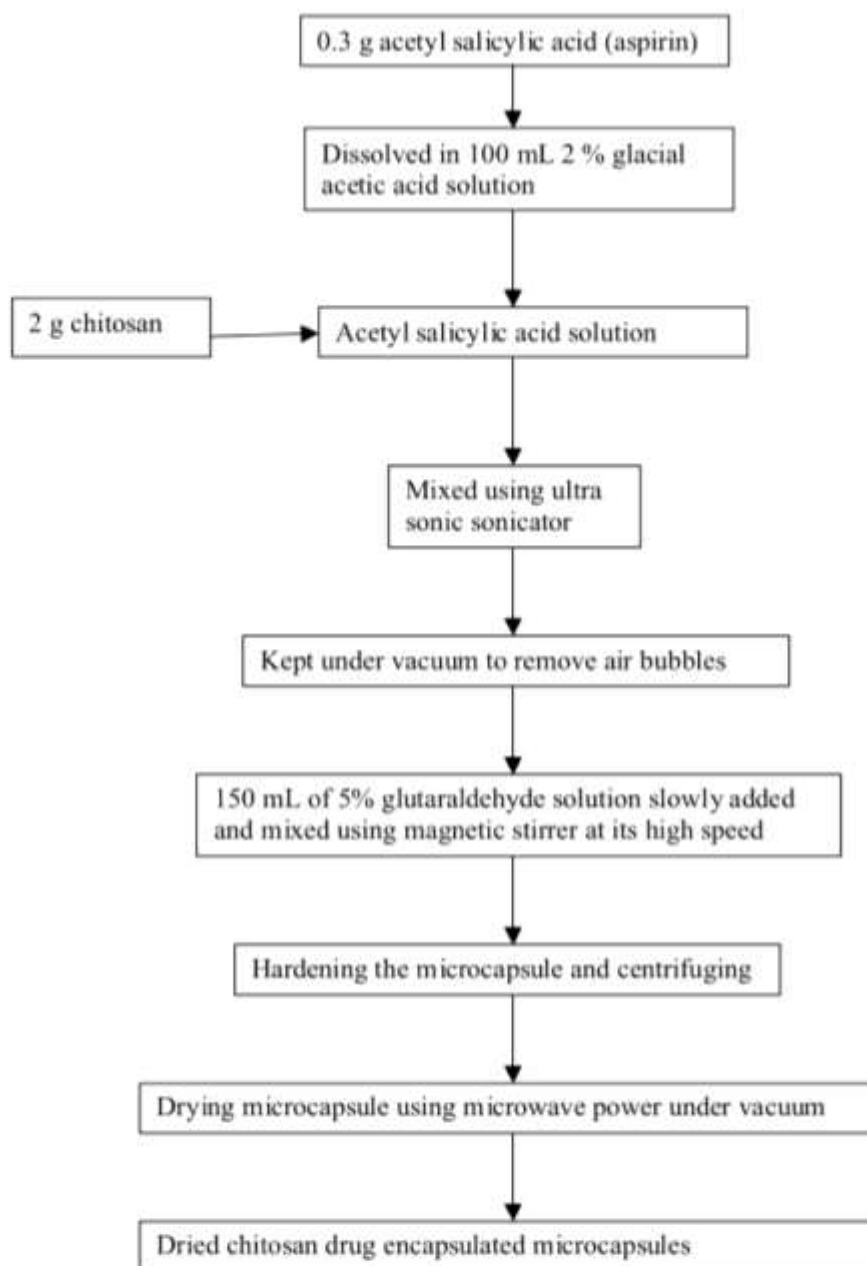 0.3 g acetyl salicylic acid (aspirin)
Dissolved in 100 mL 2 % glacial
acetic acid solution
2 g chitosan
Acetyl salicylic acid solution
Mixed using ultra
sonic sonicator
Kept under vacuum to remove air bubbles
150 mL of 5% glutaraldehyde solution slowly added
and mixed using magnetic stirrer at its high speed
Hardening the microcapsule and centrifuging
Drying microcapsule using microwave power under vacuum
Dried chitosan drug encapsulated microcapsules